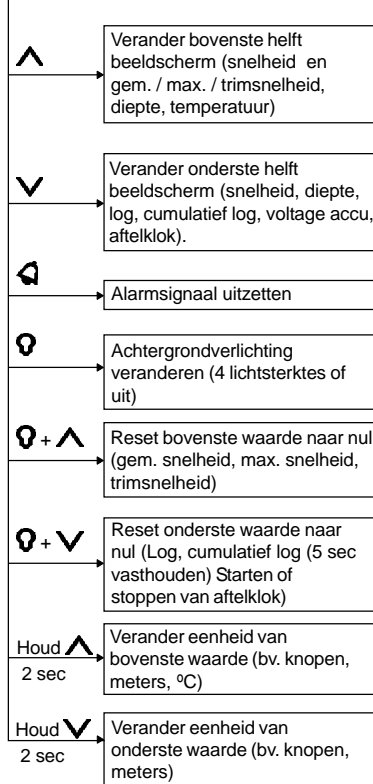 Verander bovenste helft
beeldscherm (snelheid en
gem. / max. / trimsnelheid,
diepte, temperatuur)
Verander onderste helft
beeldscherm (snelheid, diepte,
log, cumulatief log, voltage accu,
aftelklok).
Alarmsignaal uitzetten
Achtergrondverlichting
veranderen (4 lichtsterktes of
uit)
+
Reset bovenste waarde naar nul
(gem. snelheid, max. snelheid,
trimsnelheid)
+
Reset onderste waarde naar
nul (Log, cumulatief log (5 sec
vasthouden) Starten of
stoppen van aftelklok)
Houd
2 sec
Verander eenheid van
bovenste waarde (bv. knopen,
meters, ºC)
Houd
2 sec
Verander eenheid van
onderste waarde (bv. knopen,
meters)